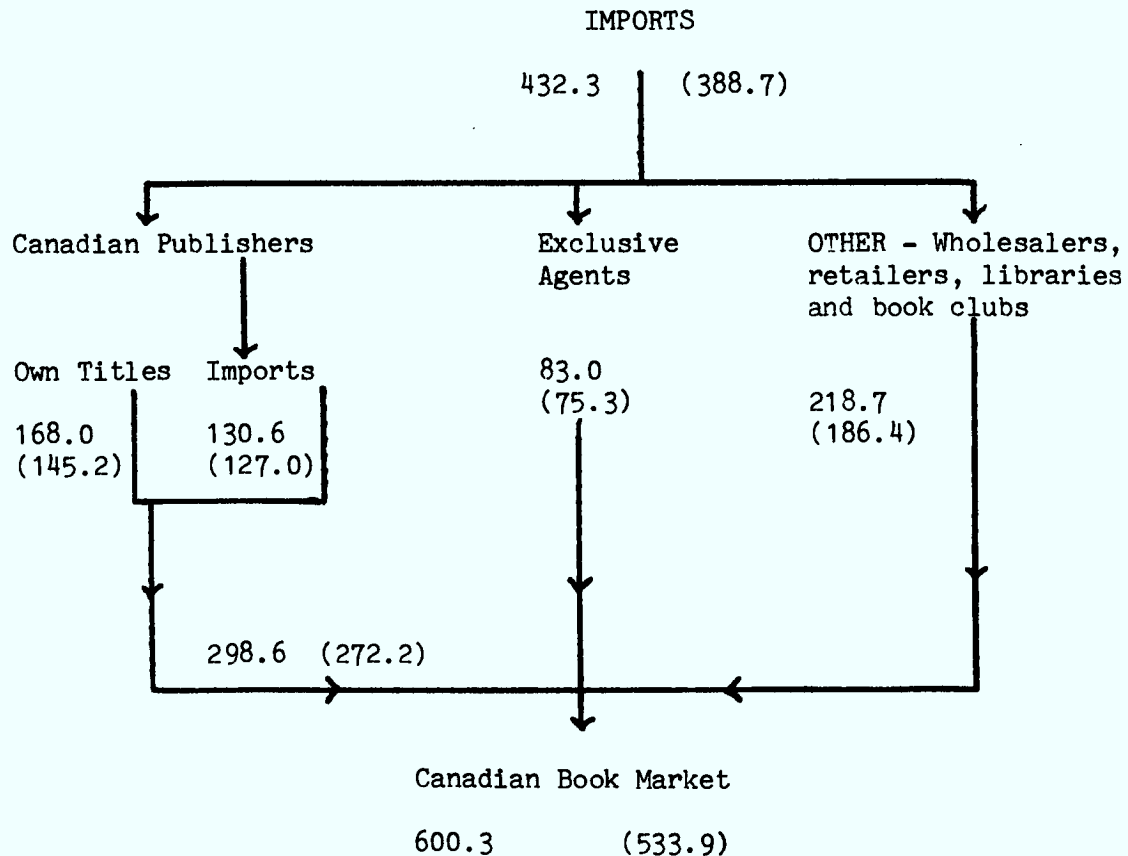 IMPORTS
432.3 (388.7)
Canadian Publishers
Exclusive
Agents
OTHER - Wholesalers,
retailers, libraries
and book clubs
Own Titles Imports
168.0 130.6
(145.2) (127.0)
83.0
(75.3)
218.7
(186.4)
298.6 (272.2)
Canadian Book Market
600.3 (533.9)